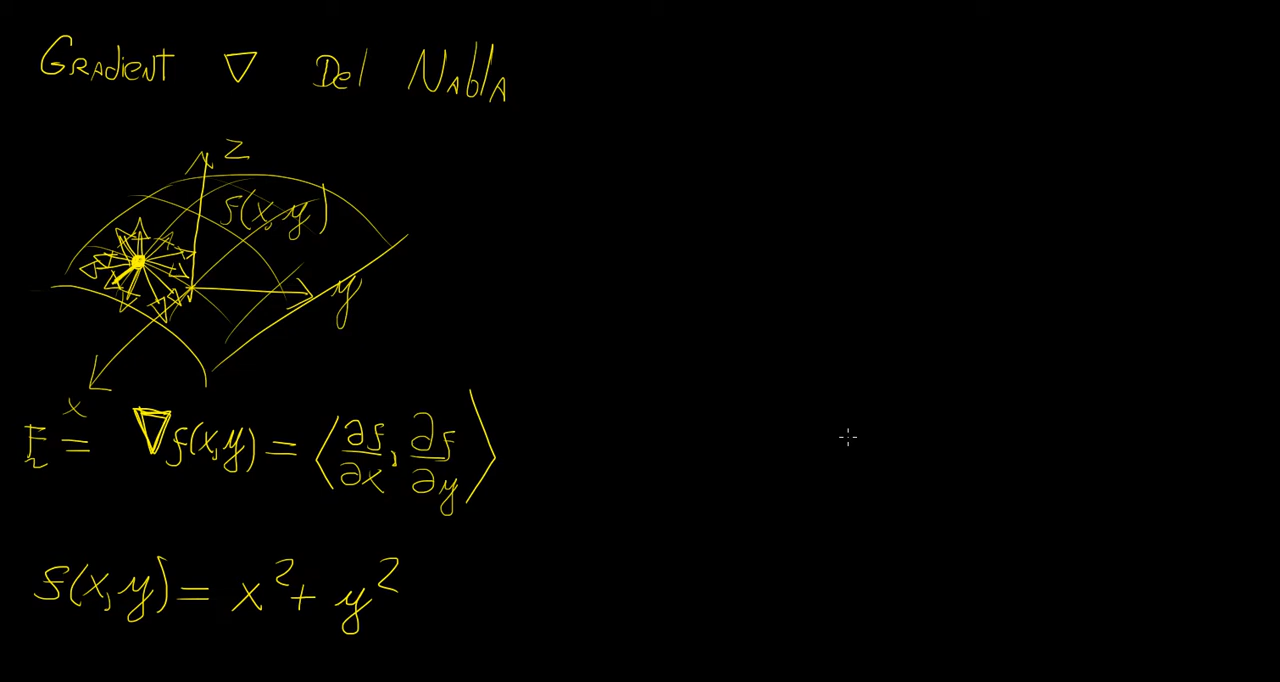 Gradient ∇ Del Nabla
z
f(x,y)
y
x
F = ∇f(x,y) = ⟨∂f/∂x, ∂f/∂y⟩
f(x,y) = x² + y²